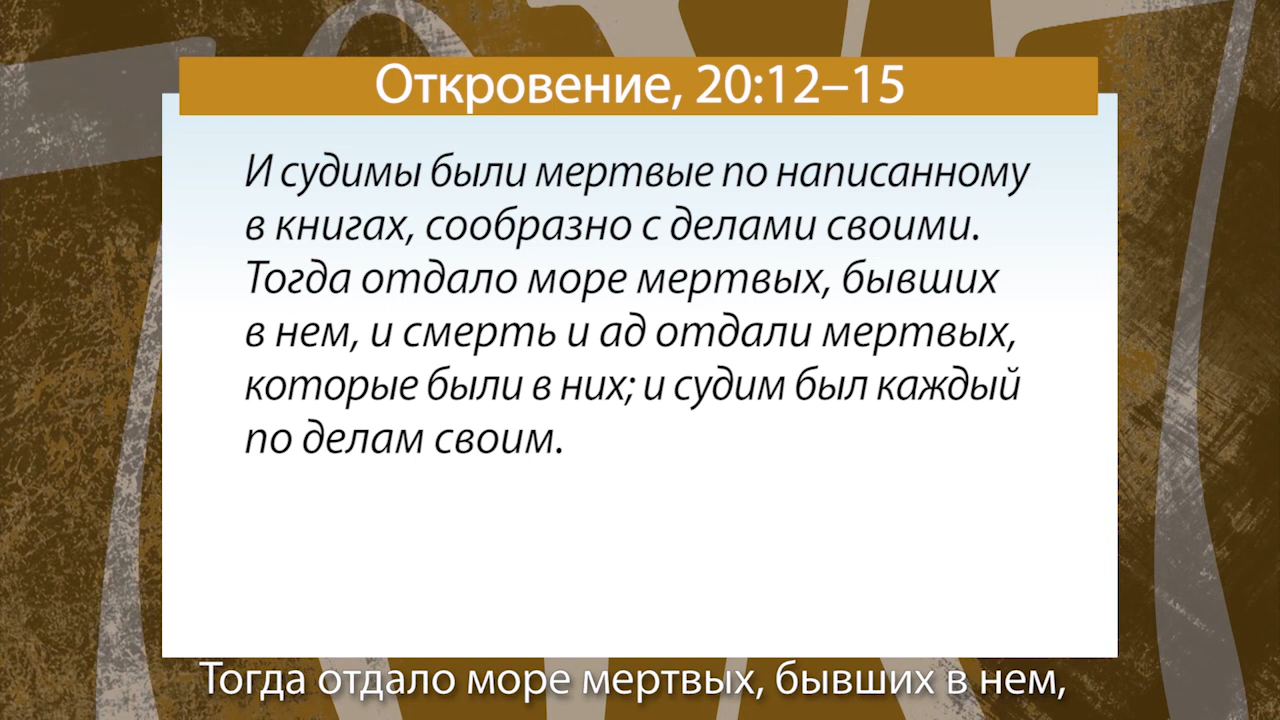 Откровение, 20:12–15
И судимы были мертвые по написанному
в книгах, сообразно с делами своими.
Тогда отдало море мертвых, бывших
в нем, и смерть и ад отдали мертвых,
которые были в них; и судим был каждый
по делам своим.
Тогда отдало море мертвых, бывших в нем,